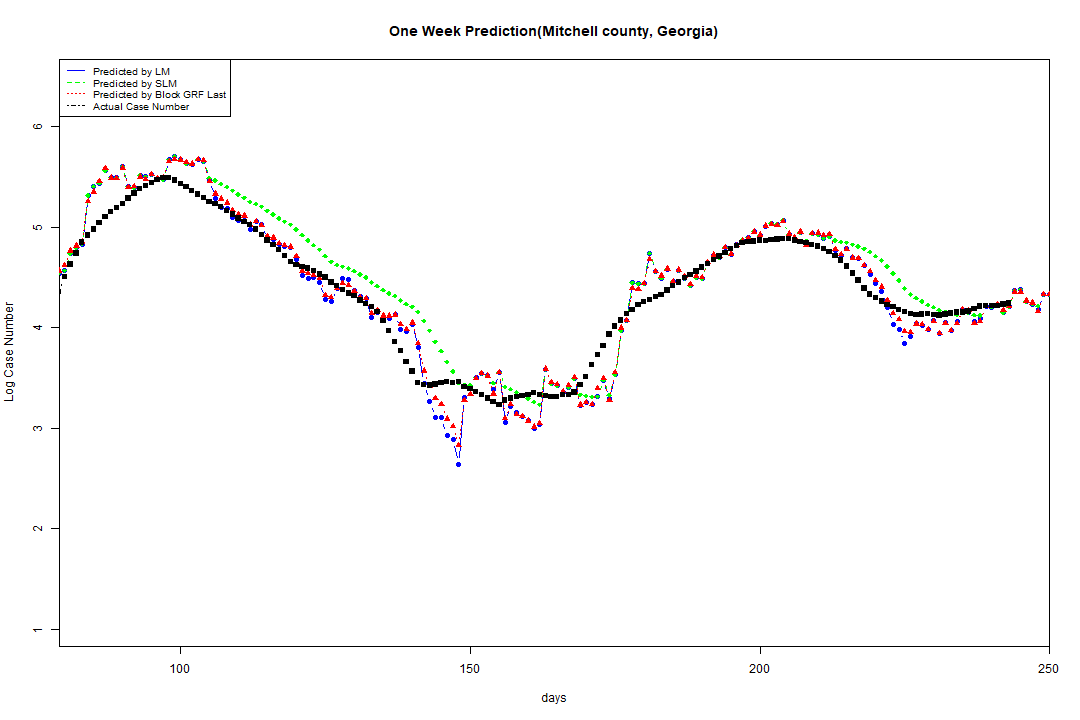 One Week Prediction(Mitchell county, Georgia)
Predicted by LM
Predicted by SLM
Predicted by Block GRF Last
Actual Case Number
6
5
4
3
2
1
Log Case Number
100 150 200 250
days